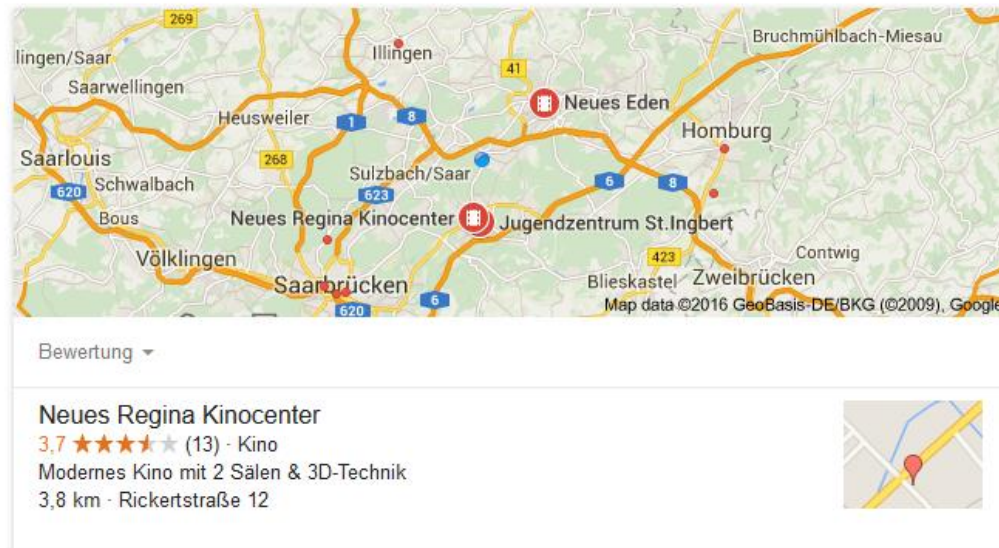 269
lingen/Saar
Illingen
Bruchmühlbach-Miesau
41
Saarwellingen
Neues Eden
Heusweiler
1
8
Homburg
Saarlouis
268
Sulzbach/Saar
6
8
620
Schwalbach
623
Bous
Neues Regina Kinocenter
Jugendzentrum St.Ingbert
Völklingen
423
Contwig
Saarbrücken
6
Blieskastel
Zweibrücken
620
Map data ©2016 GeoBasis-DE/BKG (©2009), Google
Bewertung
Neues Regina Kinocenter
3,7 ★★★★★ (13) · Kino
Modernes Kino mit 2 Sälen & 3D-Technik
3,8 km · Rickertstraße 12